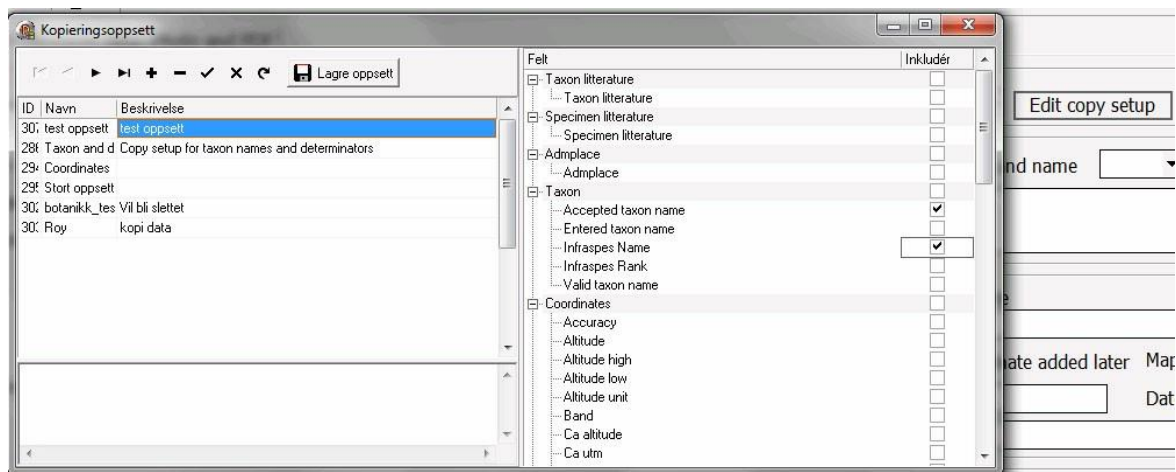 Kopieringsoppsett
Lagre oppsett
ID Navn Beskrivelse
test oppsett test oppsett
Taxon and d Copy setup for taxon names and determinators
Coordinates
Stort oppsett
botanikk_tes Vil bli slettet
Roy kopi data
Felt Inkludér
Taxon litterature
Taxon litterature
Specimen litterature
Specimen litterature
Admplace
Admplace
Taxon
Accepted taxon name
Entered taxon name
Infraspes Name
Infraspes Rank
Valid taxon name
Coordinates
Accuracy
Altitude
Altitude high
Altitude low
Altitude unit
Band
Ca altitude
Ca utm
Edit copy setup
nd name
ate added later Map
Dat